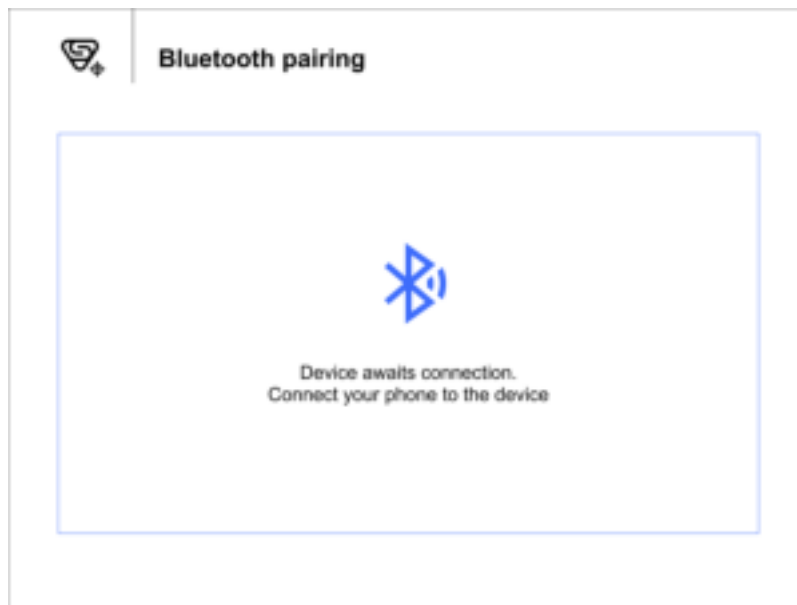 Bluetooth pairing
Device awaits connection.
Connect your phone to the device